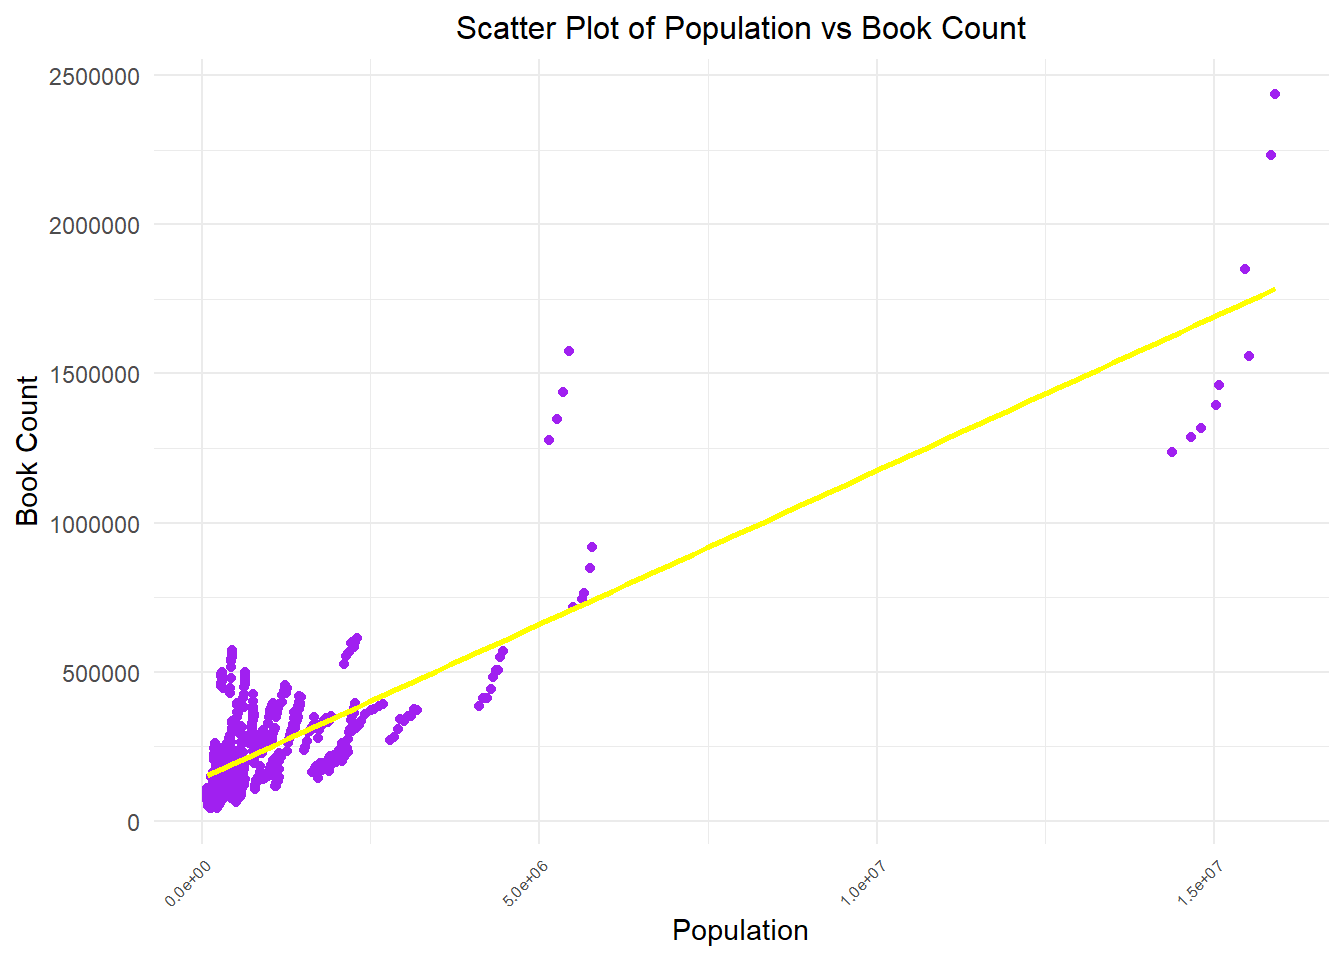 Scatter Plot of Population vs Book Count
2500000
2000000
1500000
1000000
500000
0
Book Count
0.0e+00
5.0e+06
1.0e+07
1.5e+07
Population